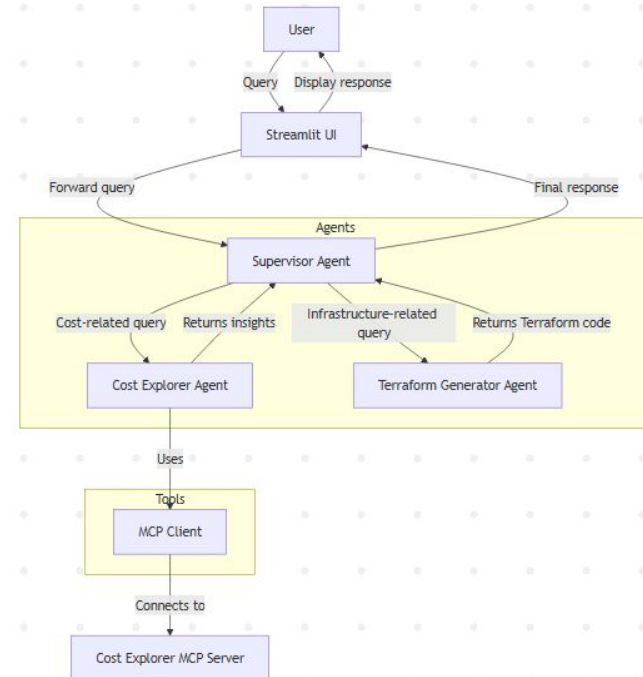 User
Query
Display response
Streamlit UI
Forward query
Final response
Agents
Supervisor Agent
Cost-related query
Returns insights
Infrastructure-related
query
Returns Terraform code
Cost Explorer Agent
Terraform Generator Agent
Uses
Tools
MCP Client
Connects to
Cost Explorer MCP Server